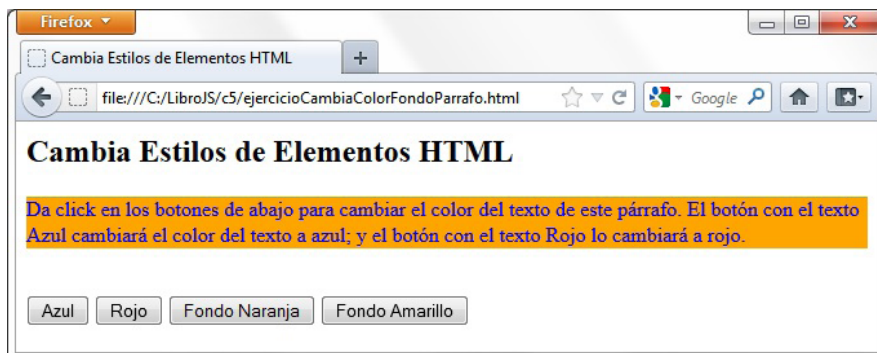 Firefox
Cambia Estilos de Elementos HTML
file:///C:/LibroJS/c5/ejercicioCambiaColorFondoParrafo.html Google
Cambia Estilos de Elementos HTML
Da click en los botones de abajo para cambiar el color del texto de este párrafo. El botón con el texto
Azul cambiará el color del texto a azul; y el botón con el texto Rojo lo cambiará a rojo.
Azul Rojo Fondo Naranja Fondo Amarillo